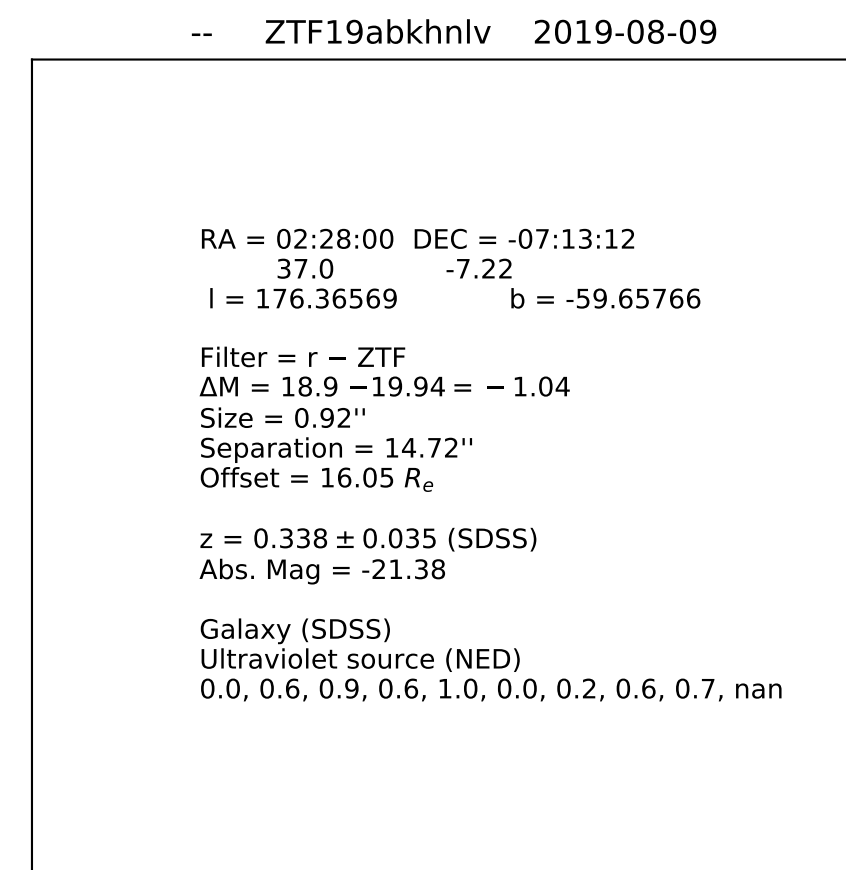 -- ZTF19abkhnlv 2019-08-09
RA = 02:28:00 DEC = -07:13:12
37.0 -7.22
l = 176.36569 b = -59.65766
Filter = r − ZTF
ΔM = 18.9 −19.94 = − 1.04
Size = 0.92''
Separation = 14.72''
Offset = 16.05 Rₑ
z = 0.338 ± 0.035 (SDSS)
Abs. Mag = -21.38
Galaxy (SDSS)
Ultraviolet source (NED)
0.0, 0.6, 0.9, 0.6, 1.0, 0.0, 0.2, 0.6, 0.7, nan